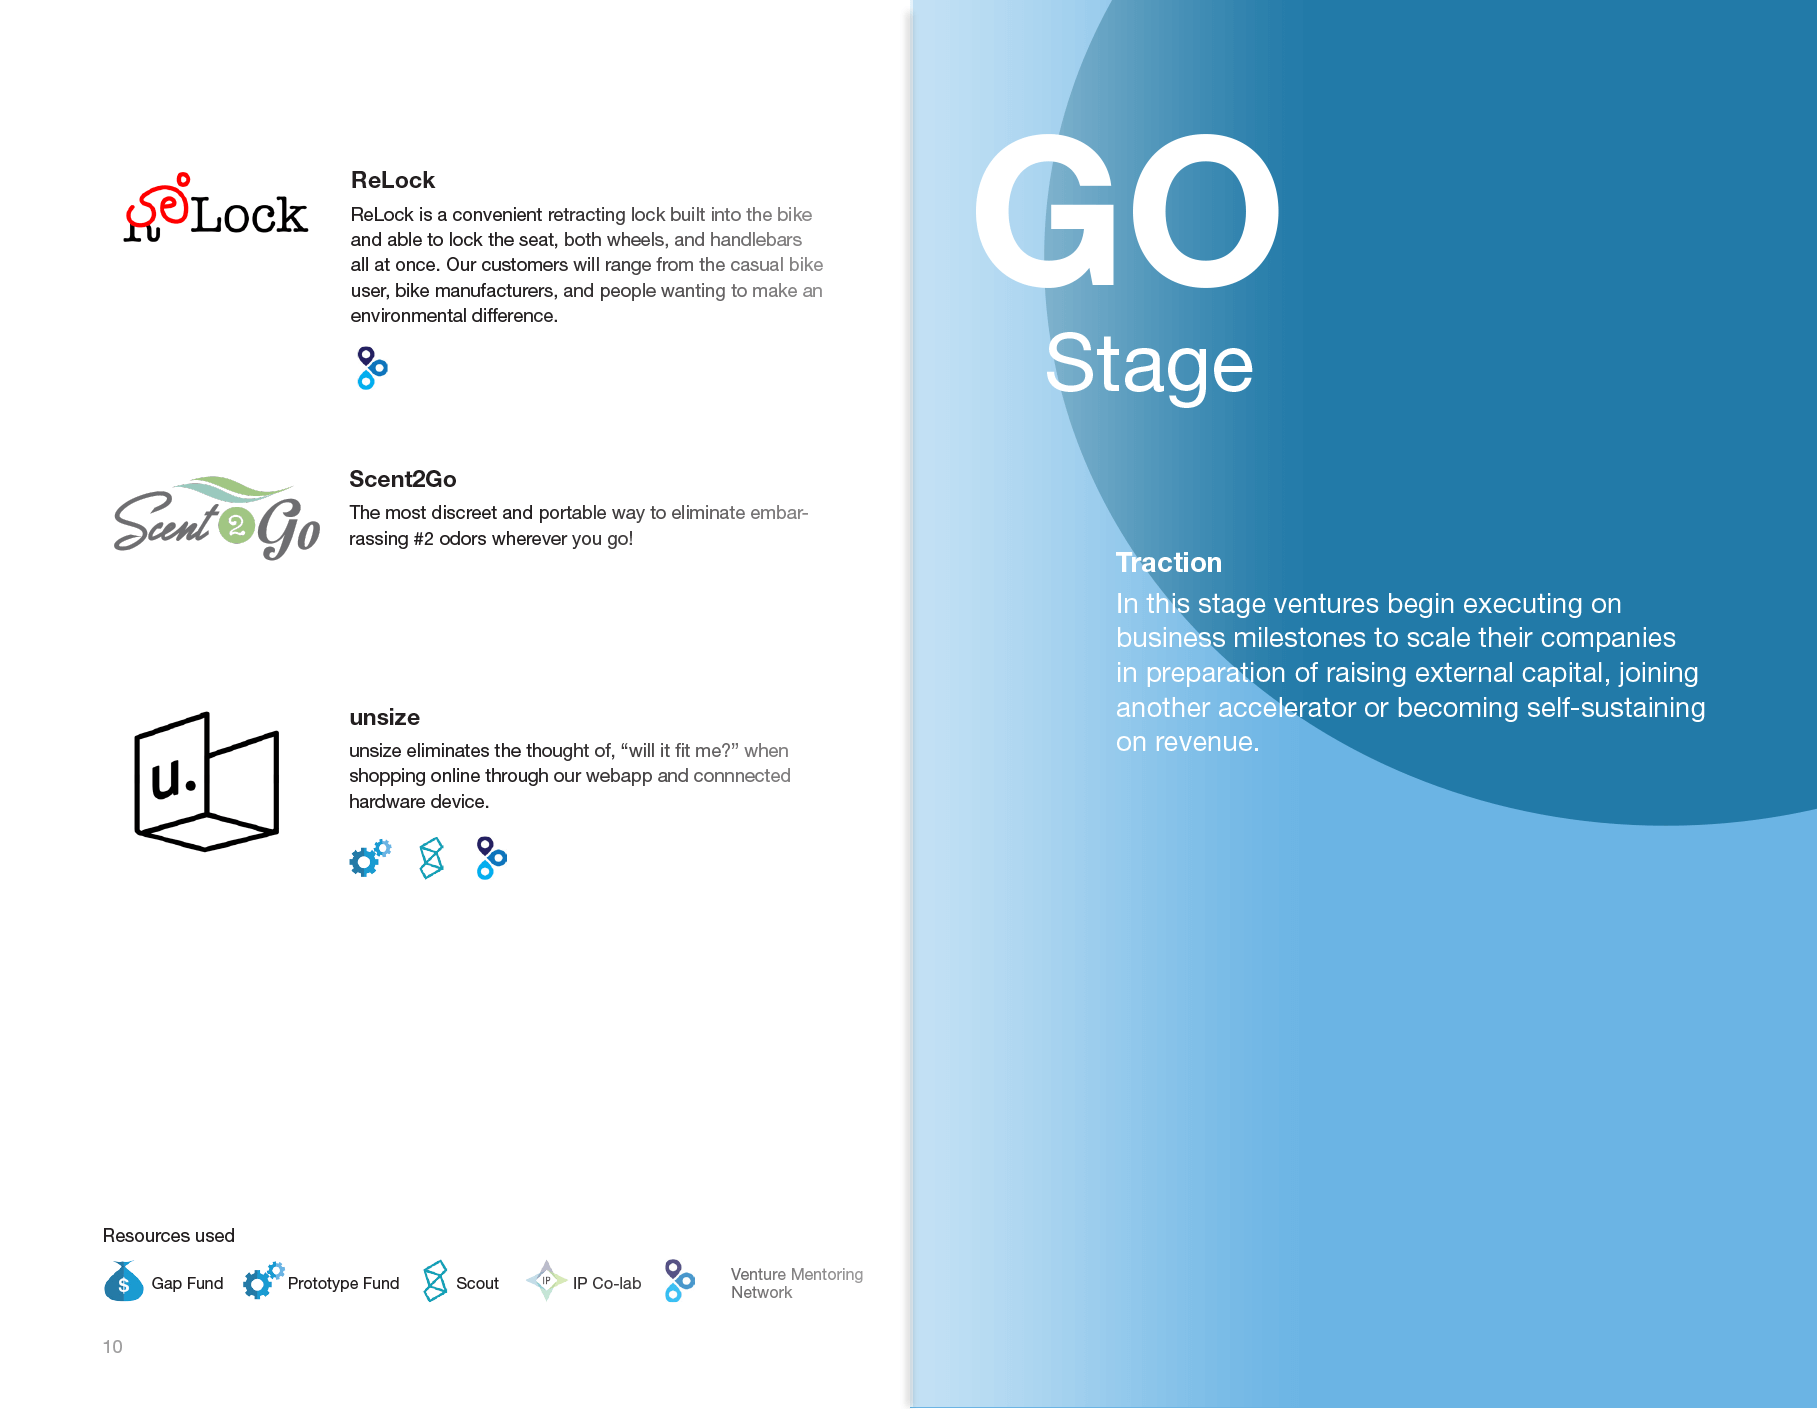 ReLock
ReLock
ReLock is a convenient retracting lock built into the bike
and able to lock the seat, both wheels, and handlebars
all at once. Our customers will range from the casual bike
user, bike manufacturers, and people wanting to make an
environmental difference.
Scent2Go
Scent2Go
The most discreet and portable way to eliminate embar-
rassing #2 odors wherever you go!
u.
unsize
unsize eliminates the thought of, “will it fit me?” when
shopping online through our webapp and connnected
hardware device.
Resources used
$ Gap Fund
Prototype Fund
Scout
IP IP Co-lab
Venture Mentoring
Network
10
GO
Stage
Traction
In this stage ventures begin executing on
business milestones to scale their companies
in preparation of raising external capital, joining
another accelerator or becoming self-sustaining
on revenue.